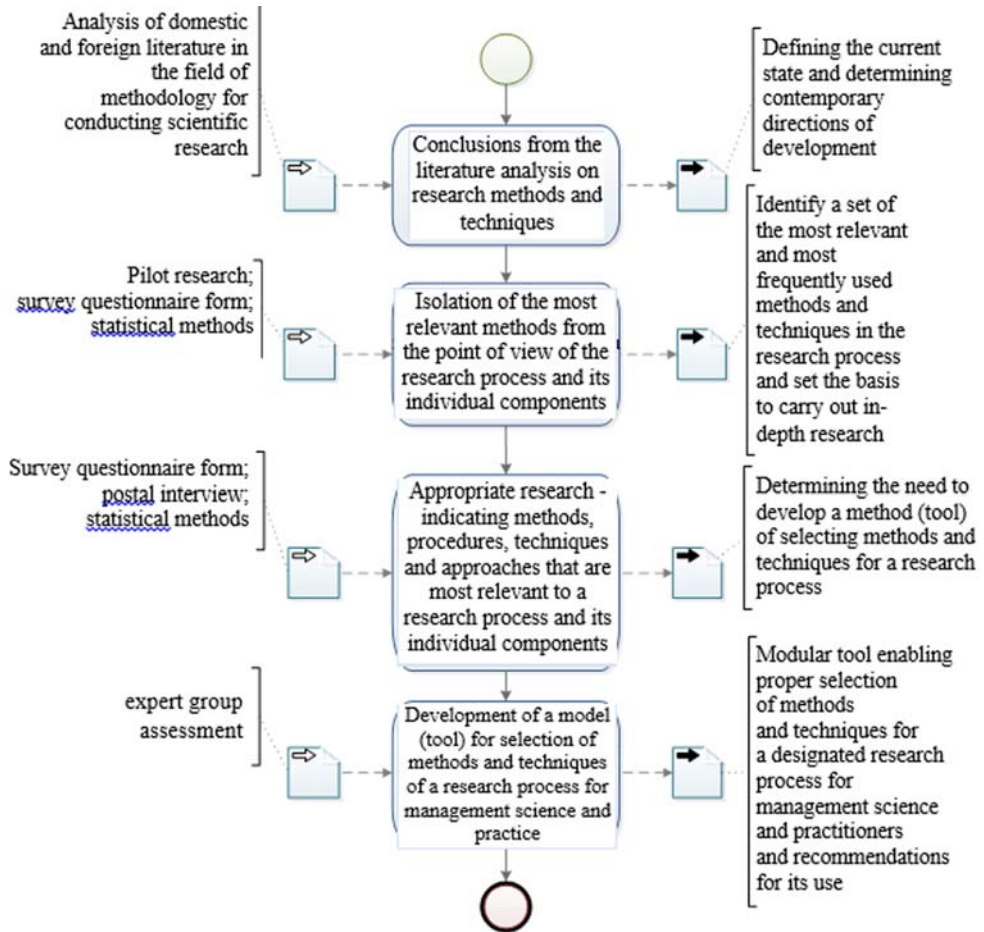 Analysis of domestic
and foreign literature in
the field of
methodology for
conducting scientific
research
Conclusions from the
literature analysis on
research methods and
techniques
Defining the current
state and determining
contemporary
directions of
development
Pilot research;
survey questionnaire form;
statistical methods
Isolation of the most
relevant methods from
the point of view of the
research process and its
individual components
Identify a set of
the most relevant
and most
frequently used
methods and
techniques in the
research process
and set the basis
to carry out in-
depth research
Survey questionnaire form;
postal interview;
statistical methods
Appropriate research -
indicating methods,
procedures, techniques
and approaches that are
most relevant to a
research process and its
individual components
Determining the need to
develop a method (tool)
of selecting methods and
techniques for a research
process
expert group
assessment
Development of a model
(tool) for selection of
methods and techniques
of a research process for
management science and
practice
Modular tool enabling
proper selection
of methods
and techniques for
a designated research
process for
management science
and practitioners
and recommendations
for its use